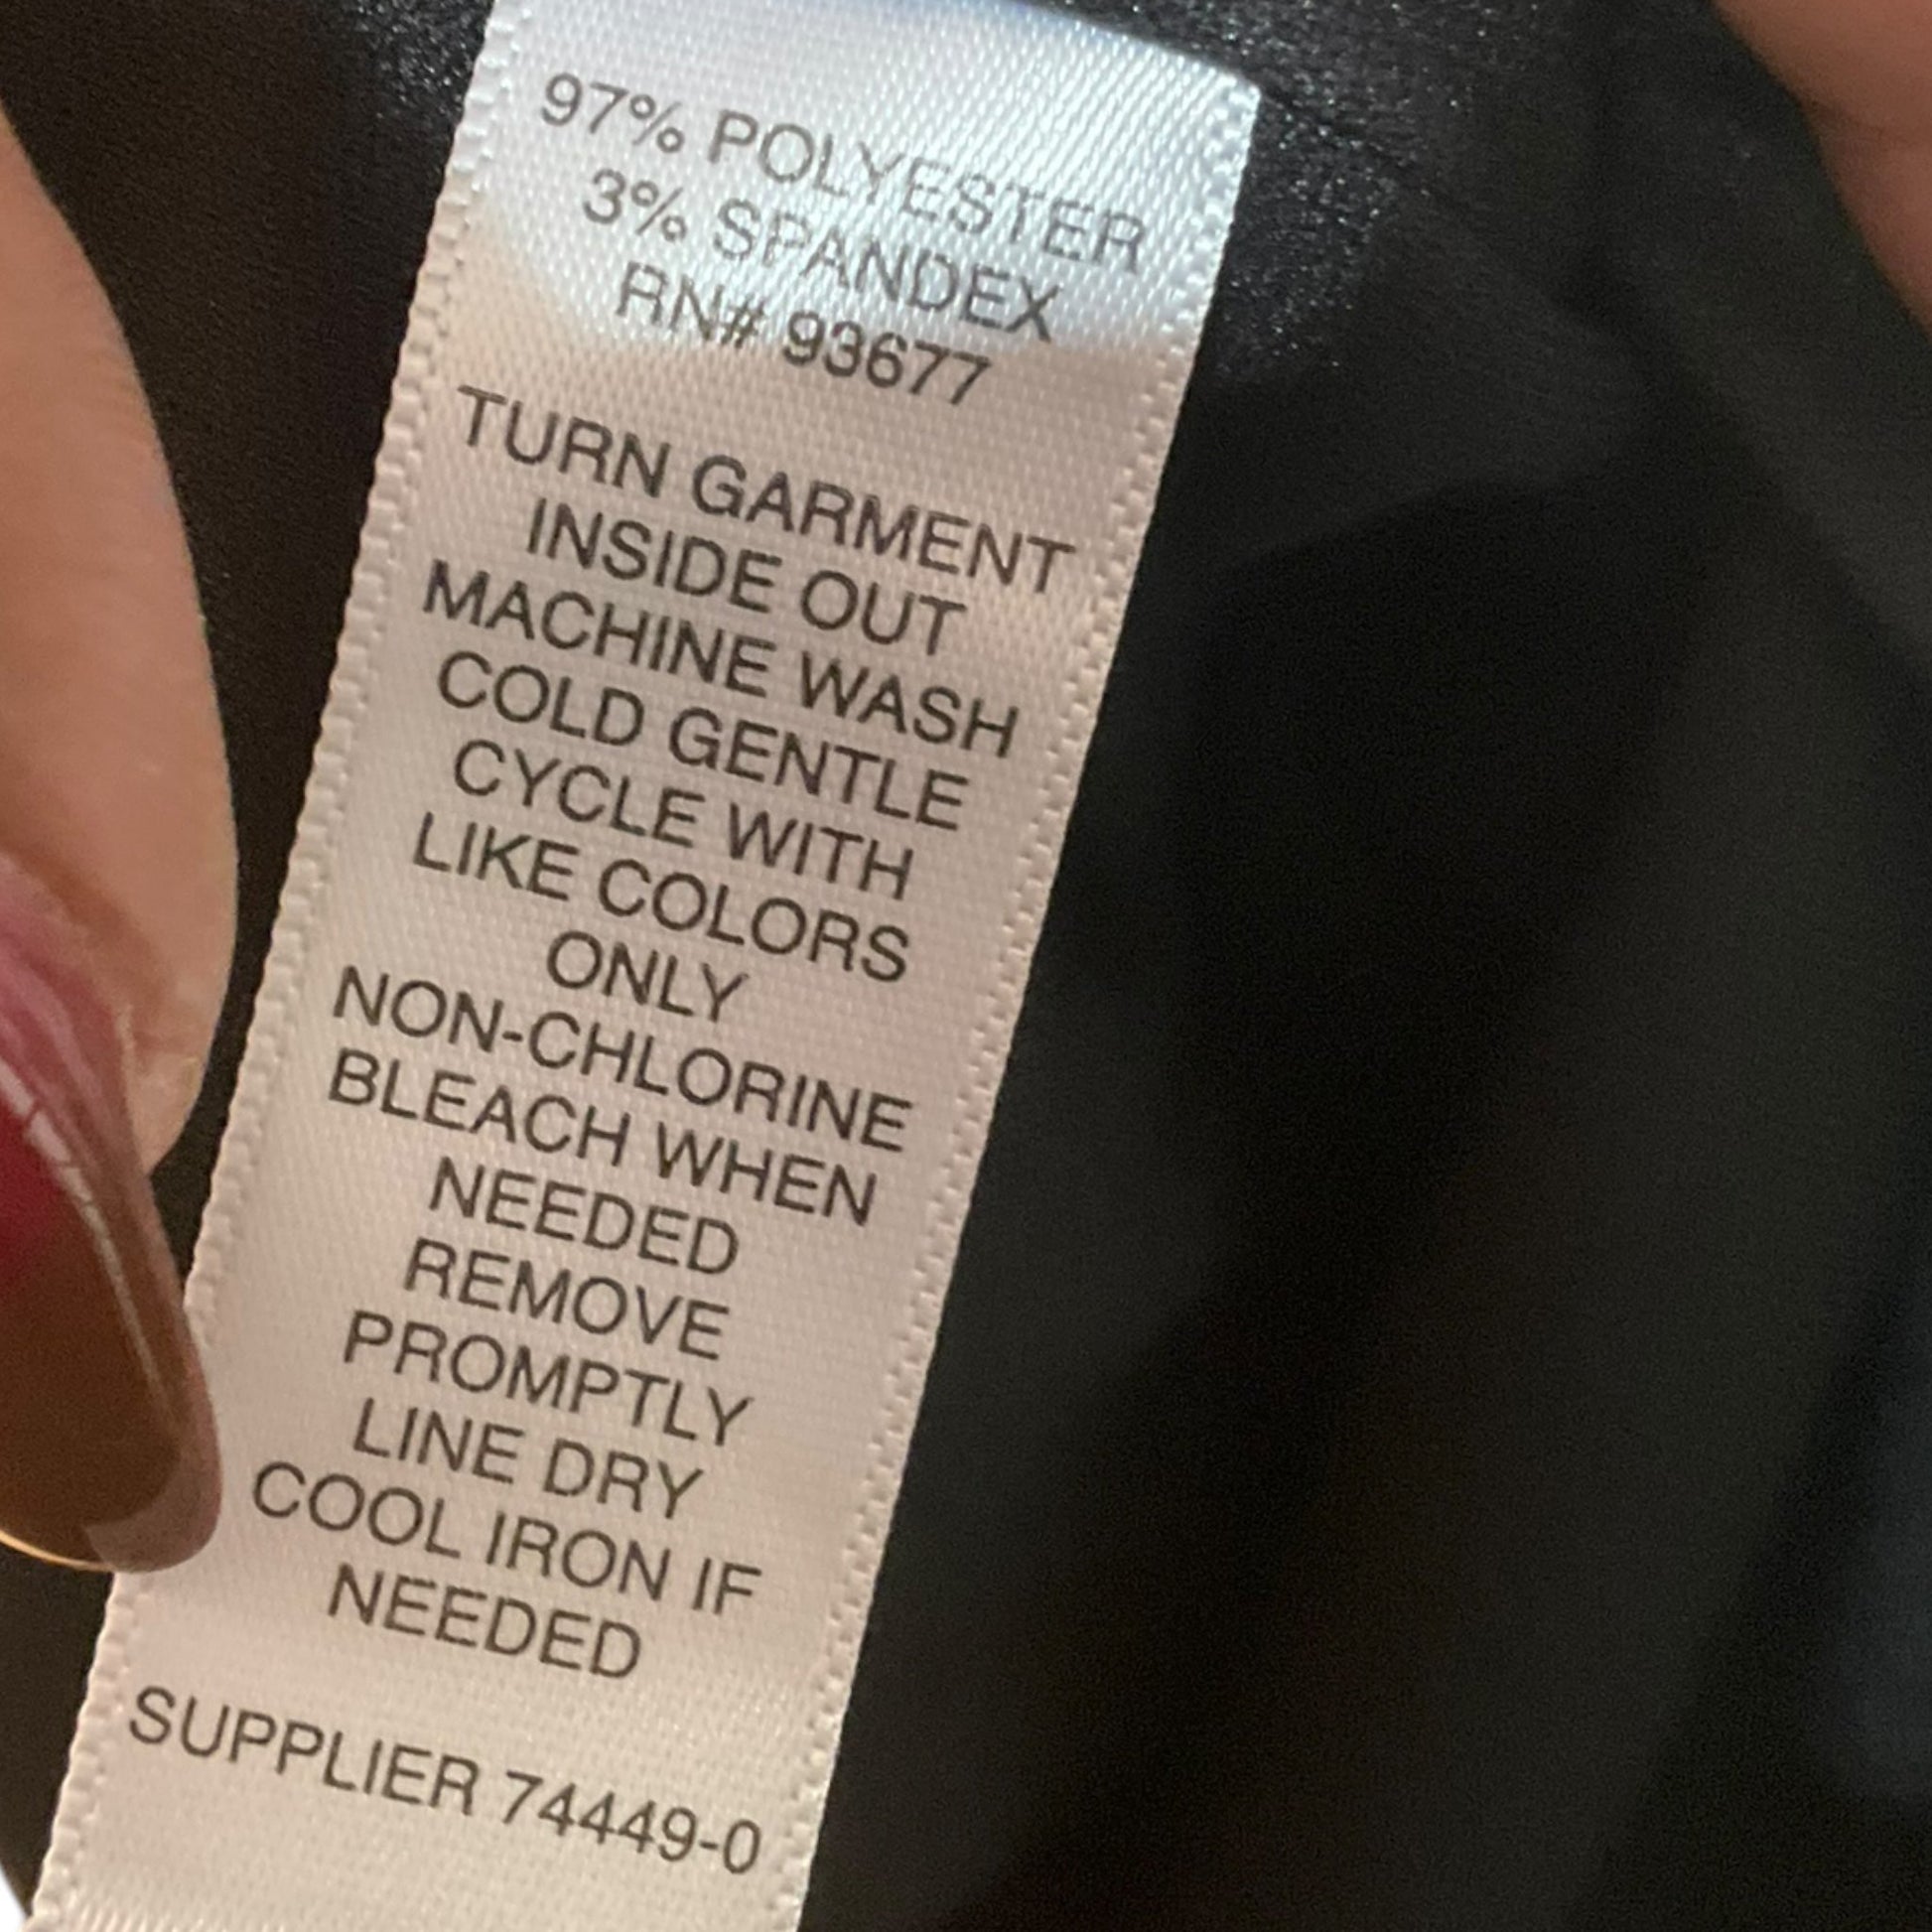 97% POLYESTER
3% SPANDEX
RN# 93677
TURN GARMENT
INSIDE OUT
MACHINE WASH
COLD GENTLE
CYCLE WITH
LIKE COLORS
ONLY
NON-CHLORINE
BLEACH WHEN
NEEDED
REMOVE
PROMPTLY
LINE DRY
COOL IRON IF
NEEDED
SUPPLIER 74449-0